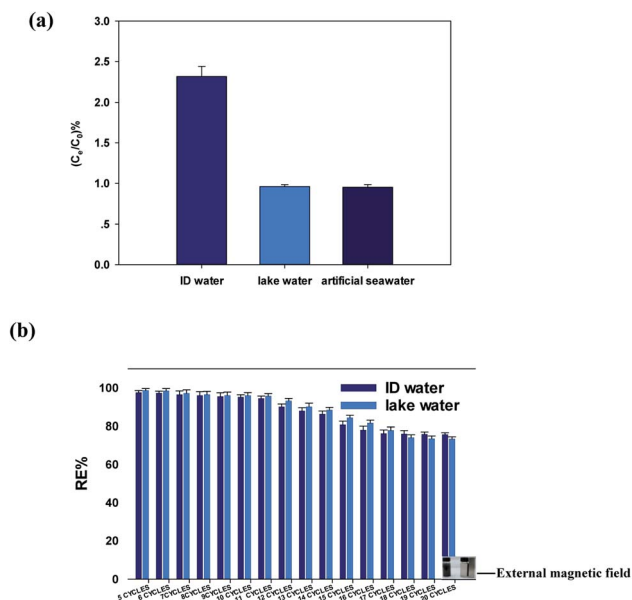 (a)
3.0
2.5
2.0
1.5
1.0
.5
0.0
(Ce/C0)%
ID water lake water artificial seawater
(b)
100
80
60
40
20
0
RE%
ID water
lake water
5 CYCLES 6 CYCLES 7CYCLES 8CYCLES 9CYCLES 10 CYCLES 11 CYCLES 12 CYCLES 13 CYCLES 14 CYCLES 15 CYCLES 16 CYCLES 17 CYCLES 18 CYCLES 19 CYCLES 20 CYCLES
External magnetic field